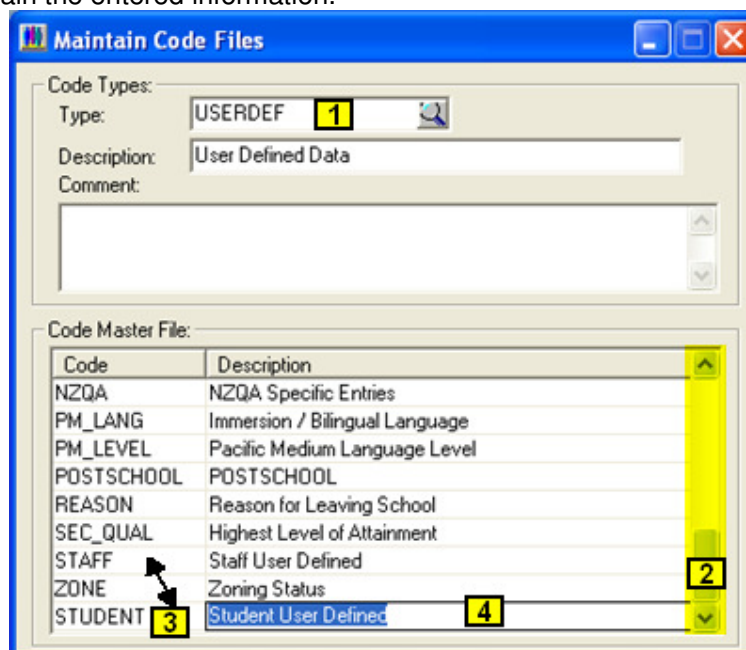 ain the entered information.
Maintain Code Files
Code Types:
Type: USERDEF 1
Description: User Defined Data
Comment:
Code Master File:
Code Description
NZQA NZQA Specific Entries
PM_LANG Immersion / Bilingual Language
PM_LEVEL Pacific Medium Language Level
POSTSCHOOL POSTSCHOOL
REASON Reason for Leaving School
SEC_QUAL Highest Level of Attainment
STAFF Staff User Defined
2
ZONE Zoning Status
STUDENT 3 Student User Defined 4